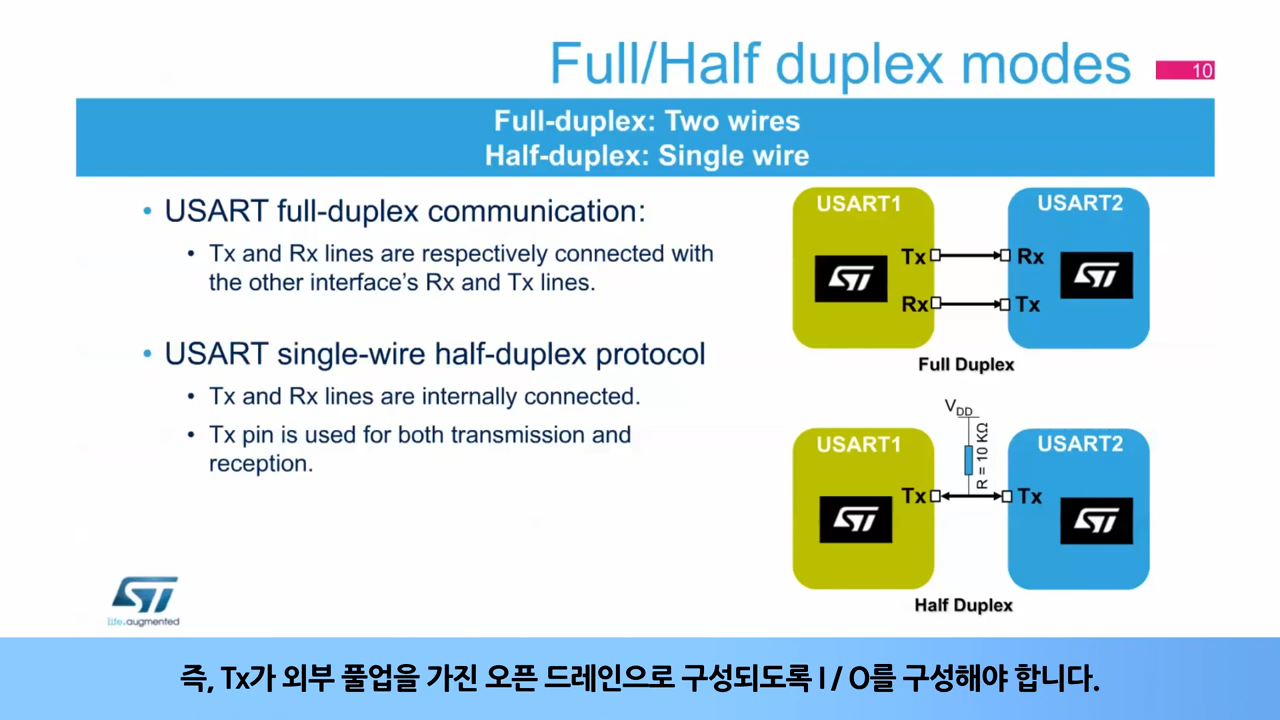 Full/Half duplex modes
10
Full-duplex: Two wires
Half-duplex: Single wire
• USART full-duplex communication:
• Tx and Rx lines are respectively connected with
the other interface's Rx and Tx lines.
• USART single-wire half-duplex protocol
• Tx and Rx lines are internally connected.
• Tx pin is used for both transmission and
reception.
USART1
USART2
Tx
Rx
ST
ST
Rx
Tx
Full Duplex
VDD
R = 10 KΩ
USART1
USART2
Tx
Tx
ST
ST
Half Duplex
ST
life.augmented
즉, Tx가 외부 풀업을 가진 오픈 드레인으로 구성되도록 I / O를 구성해야 합니다.